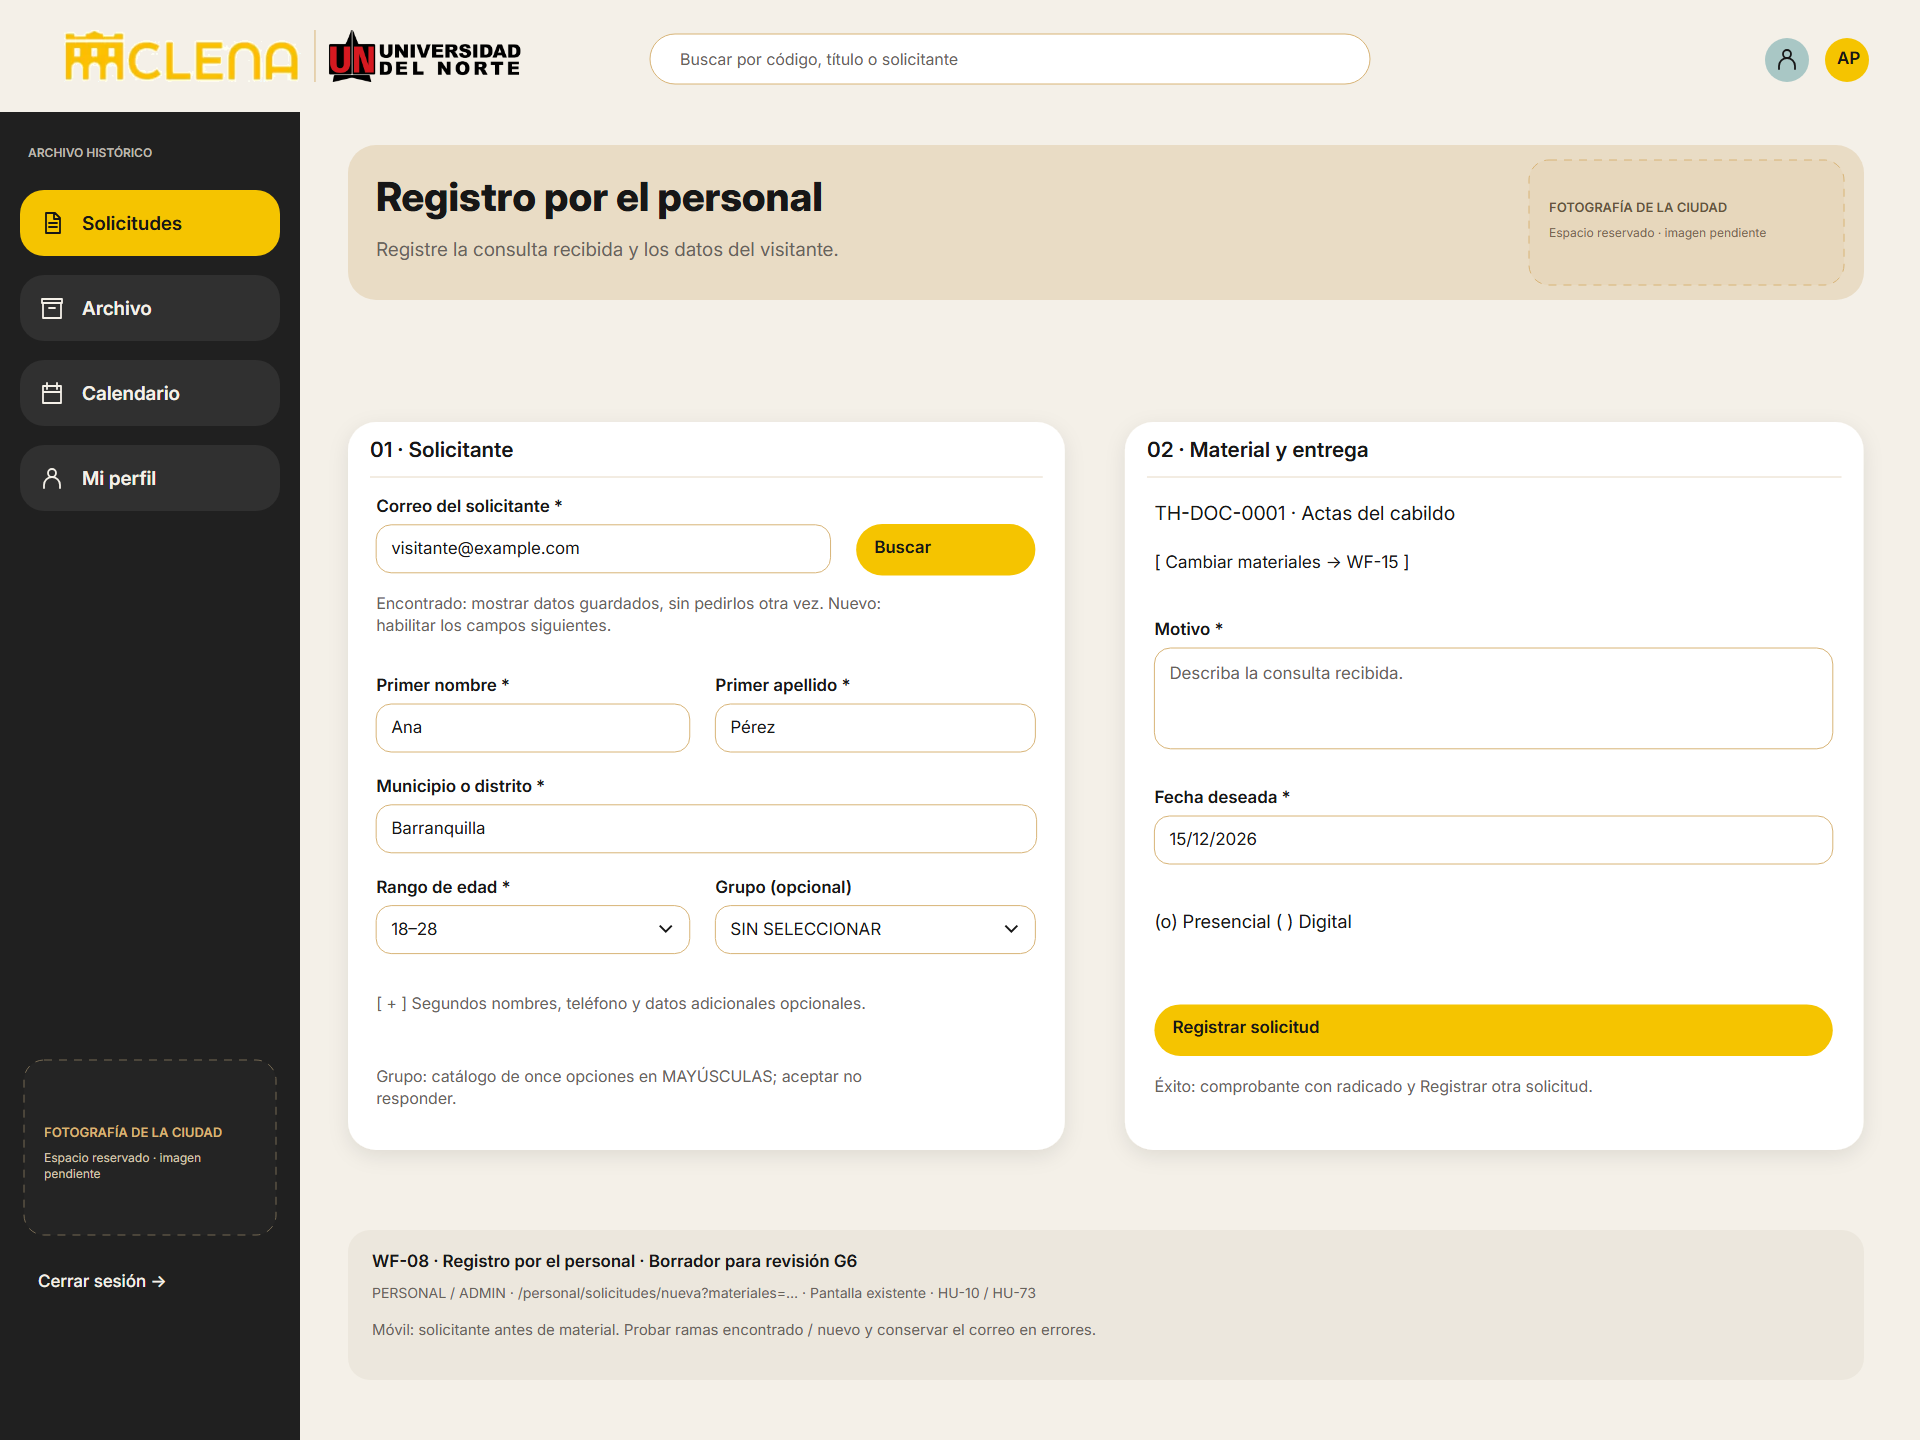 CLENA
UN UNIVERSIDAD
DEL NORTE
Buscar por código, título o solicitante
AP
ARCHIVO HISTÓRICO
Solicitudes
Archivo
Calendario
Mi perfil
FOTOGRAFÍA DE LA CIUDAD
Espacio reservado · imagen
pendiente
Cerrar sesión →
Registro por el personal
Registre la consulta recibida y los datos del visitante.
FOTOGRAFÍA DE LA CIUDAD
Espacio reservado · imagen pendiente
01 · Solicitante
Correo del solicitante *
visitante@example.com
Buscar
Encontrado: mostrar datos guardados, sin pedirlos otra vez. Nuevo:
habilitar los campos siguientes.
Primer nombre *
Primer apellido *
Ana
Pérez
Municipio o distrito *
Barranquilla
Rango de edad *
Grupo (opcional)
18–28
SIN SELECCIONAR
[ + ] Segundos nombres, teléfono y datos adicionales opcionales.
Grupo: catálogo de once opciones en MAYÚSCULAS; aceptar no
responder.
02 · Material y entrega
TH-DOC-0001 · Actas del cabildo
[ Cambiar materiales → WF-15 ]
Motivo *
Describa la consulta recibida.
Fecha deseada *
15/12/2026
(o) Presencial ( ) Digital
Registrar solicitud
Éxito: comprobante con radicado y Registrar otra solicitud.
WF-08 · Registro por el personal · Borrador para revisión G6
PERSONAL / ADMIN · /personal/solicitudes/nueva?materiales=... · Pantalla existente · HU-10 / HU-73
Móvil: solicitante antes de material. Probar ramas encontrado / nuevo y conservar el correo en errores.